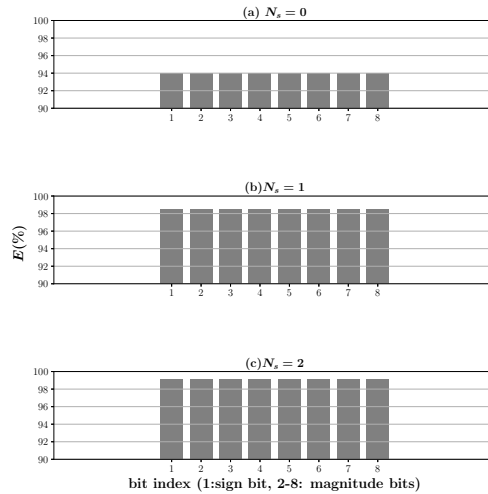 (a) N_s = 0
100
98
96
94
92
90
1 2 3 4 5 6 7 8
(b)N_s = 1
100
98
96
94
92
90
1 2 3 4 5 6 7 8
E(%)
(c)N_s = 2
100
98
96
94
92
90
1 2 3 4 5 6 7 8
bit index (1:sign bit, 2-8: magnitude bits)